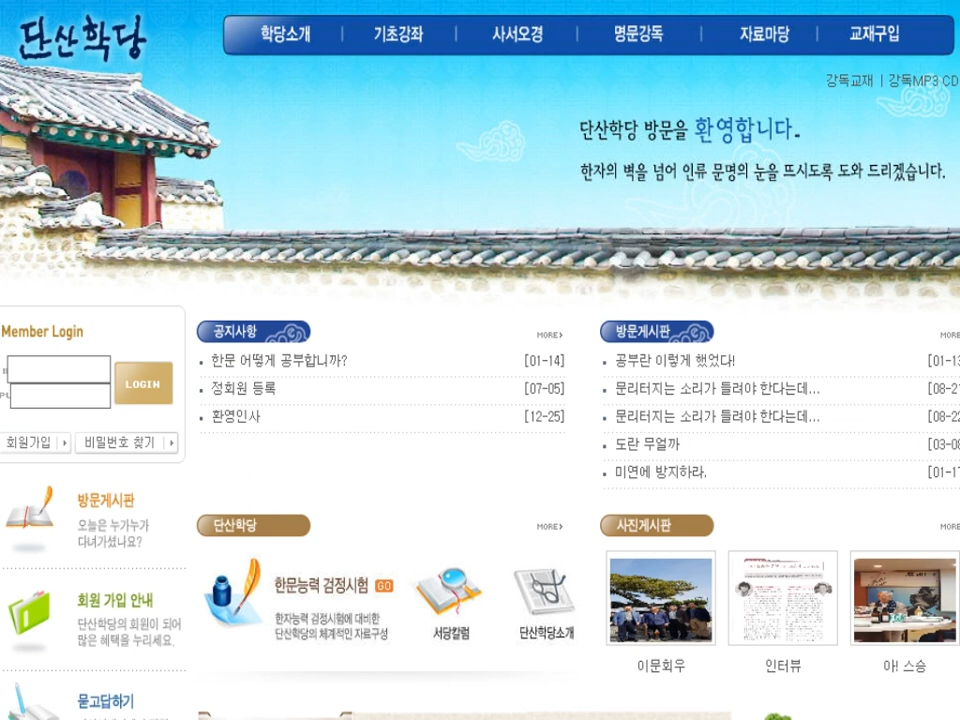 단산학당
학당소개 | 기초강좌 | 사서오경 | 명문강독 | 자료마당 | 교재구입
강독교재 | 강독MP3 CD
단산학당 방문을 환영합니다.
한자의 벽을 넘어 인류 문명의 눈을 뜨시도록 도와 드리겠습니다.
Member Login
LOGIN
회원가입
비밀번호 찾기
공지사항
MORE
한문 어떻게 공부합니까? [01-14]
정회원 등록 [07-05]
환영인사 [12-25]
방문게시판
공부란 이렇게 했었다!
문리터지는 소리가 들려야 한다는데...
문리터지는 소리가 들려야 한다는데...
도란 무얼까
미연에 방지하라.
방문게시판
오늘은 누가누가
다녀가셨나요?
회원 가입 안내
단산학당의 회원이 되어
많은 혜택을 누리세요.
묻고답하기
단산학당
MORE
한문능력 검정시험 GO
한자능력 검정시험에 대비한
단산학당의 체계적인 자료구성
서당칼럼
단산학당소개
사진게시판
이문회우
인터뷰
아! 스승